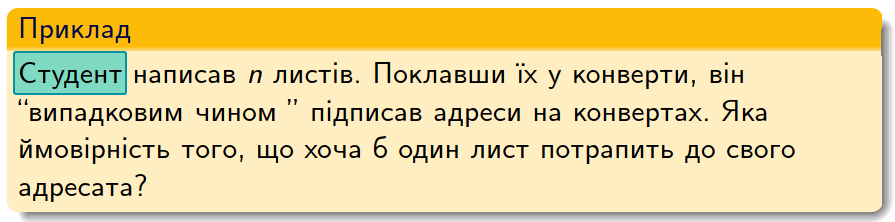 Приклад
Студент написав n листів. Поклавши їх у конверти, він
“випадковим чином ” підписав адреси на конвертах. Яка
ймовірність того, що хоча б один лист потрапить до свого
адресата?